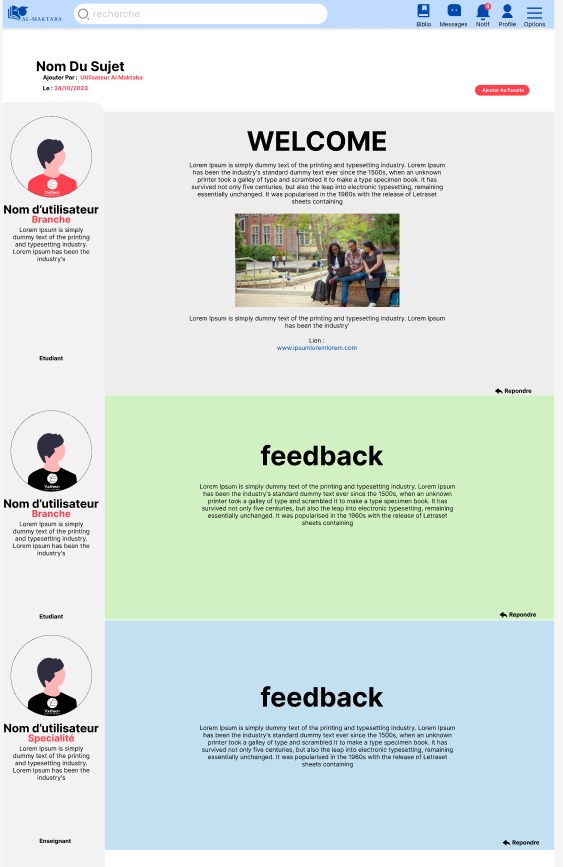 AL-MAKTABA
recherche
4
Biblio
Messages
Notif
Profile
Options
Nom Du Sujet
Ajouter Par : Utilisateur Al Maktaba
Le : 24/10/2023
Ajouter Au Favoris
Nom d'utilisateur
Branche
Lorem Ipsum is simply
dummy text of the printing
and typesetting industry.
Lorem Ipsum has been the
industry's
Etudiant
WELCOME
Lorem Ipsum is simply dummy text of the printing and typesetting industry. Lorem Ipsum
has been the industry's standard dummy text ever since the 1500s, when an unknown
printer took a galley of type and scrambled it to make a type specimen book. It has
survived not only five centuries, but also the leap into electronic typesetting, remaining
essentially unchanged. It was popularised in the 1960s with the release of Letraset
sheets containing
Lorem Ipsum is simply dummy text of the printing and typesetting industry. Lorem Ipsum
has been the industry'
Lien :
www.ipsumloremlorem.com
Repondre
Nom d'utilisateur
Branche
Lorem Ipsum is simply
dummy text of the printing
and typesetting industry.
Lorem Ipsum has been the
industry's
Etudiant
feedback
Lorem Ipsum is simply dummy text of the printing and typesetting industry. Lorem Ipsum
has been the industry's standard dummy text ever since the 1500s, when an unknown
printer took a galley of type and scrambled it to make a type specimen book. It has
survived not only five centuries, but also the leap into electronic typesetting, remaining
essentially unchanged. It was popularised in the 1960s with the release of Letraset
sheets containing
Repondre
Nom d'utilisateur
Specialité
Lorem Ipsum is simply
dummy text of the printing
and typesetting industry.
Lorem Ipsum has been the
industry's
Enseignant
feedback
Lorem Ipsum is simply dummy text of the printing and typesetting industry. Lorem Ipsum
has been the industry's standard dummy text ever since the 1500s, when an unknown
printer took a galley of type and scrambled it to make a type specimen book. It has
survived not only five centuries, but also the leap into electronic typesetting, remaining
essentially unchanged. It was popularised in the 1960s with the release of Letraset
sheets containing
Repondre